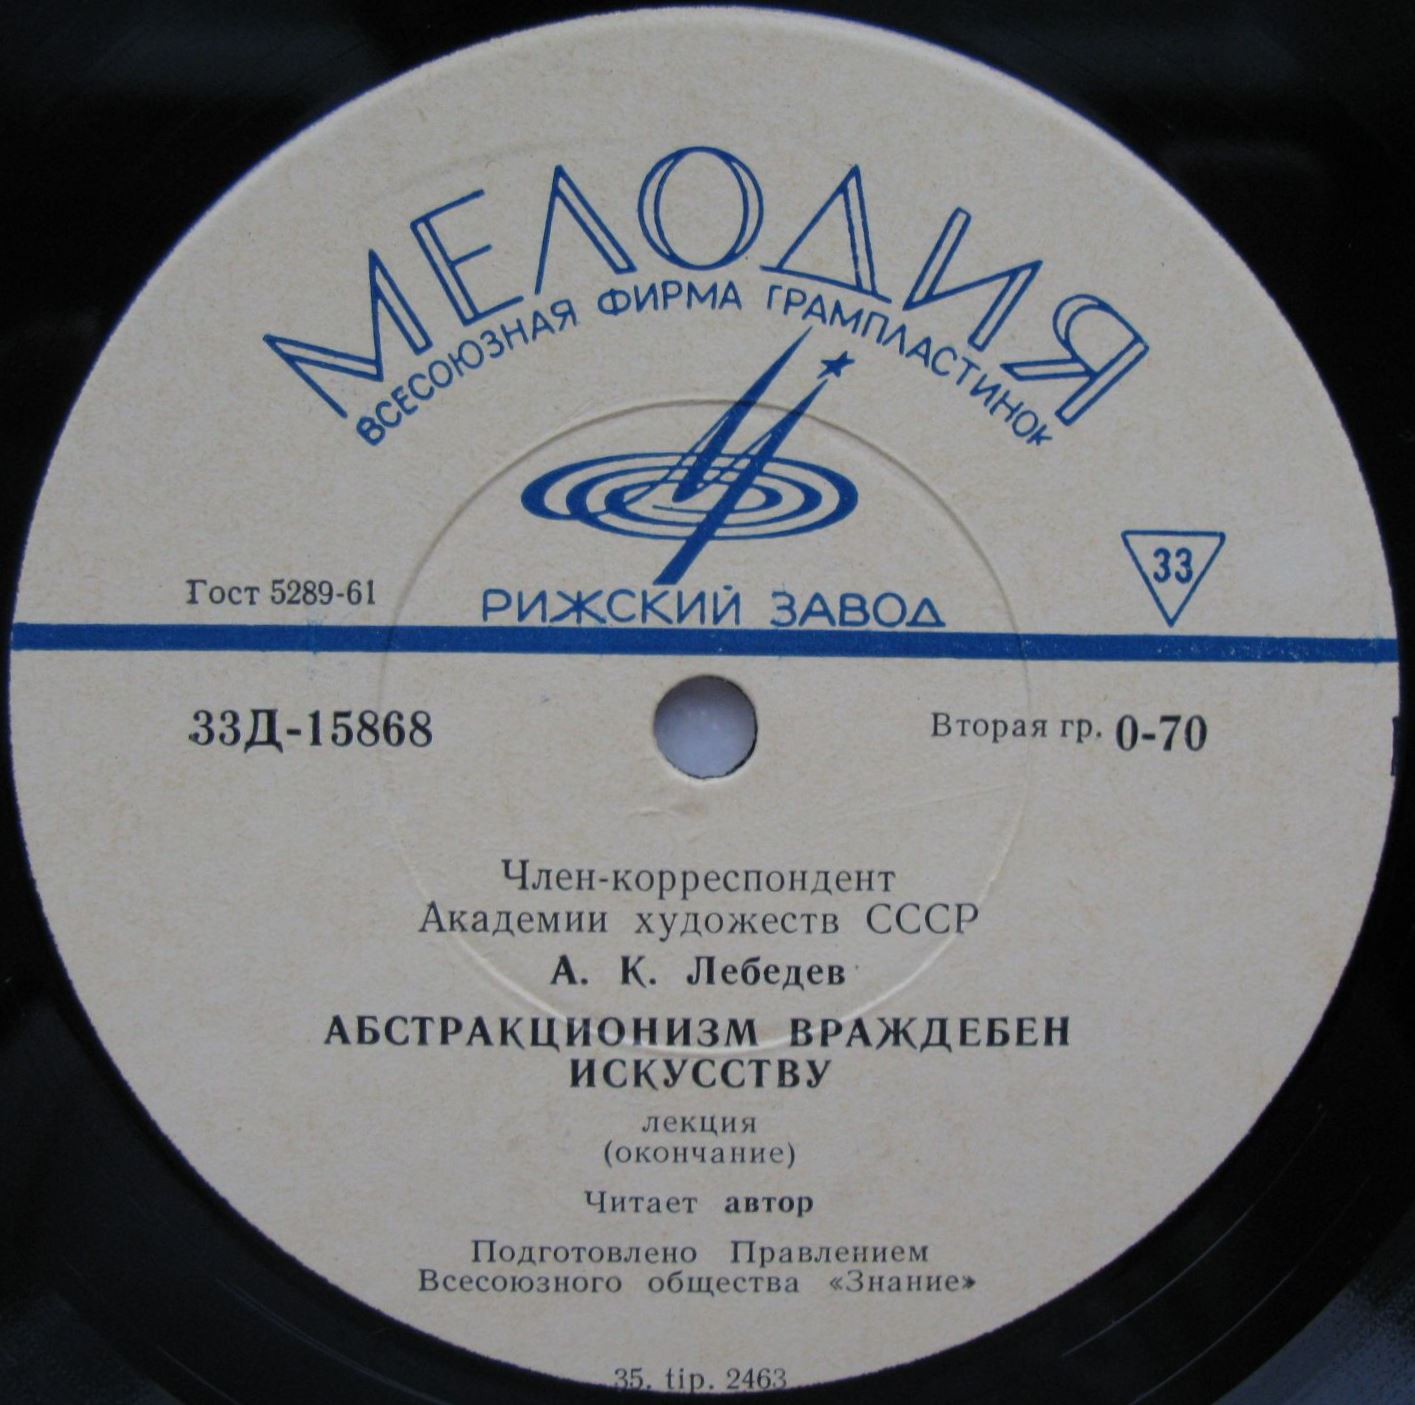 МЕЛОДИЯ
ВСЕСОЮЗНАЯ ФИРМА ГРАМПЛАСТИНОК
33
Гост 5289-61
РИЖСКИЙ ЗАВОД
33Д-15868
Вторая гр. 0-70
Член-корреспондент
Академии художеств СССР
А. К. Лебедев
АБСТРАКЦИОНИЗМ ВРАЖДЕБЕН
ИСКУССТВУ
лекция
(окончание)
Читает автор
Подготовлено Правлением
Всесоюзного общества «Знание»
35. tip. 2463